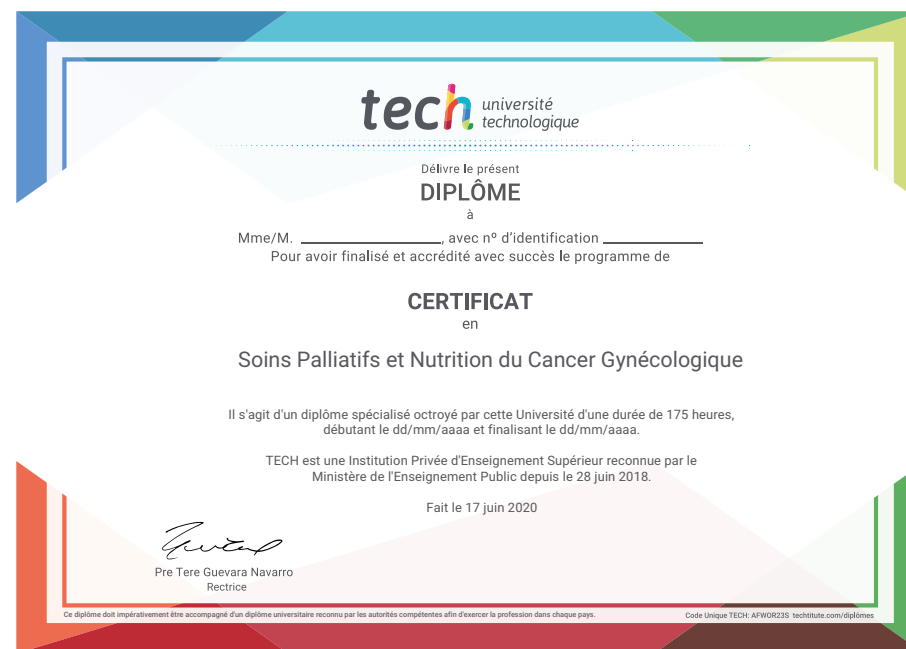 tech université
technologique
Délivre le présent
DIPLÔME
à
Mme/M. ____________________, avec nº d'identification ______________
Pour avoir finalisé et accrédité avec succès le programme de
CERTIFICAT
en
Soins Palliatifs et Nutrition du Cancer Gynécologique
Il s'agit d'un diplôme spécialisé octroyé par cette Université d'une durée de 175 heures,
débutant le dd/mm/aaaa et finalisant le dd/mm/aaaa.
TECH est une Institution Privée d'Enseignement Supérieur reconnue par le
Ministère de l'Enseignement Public depuis le 28 juin 2018.
Fait le 17 juin 2020
Pre Tere Guevara Navarro
Rectrice
Ce diplôme doit impérativement être accompagné d'un diplôme universitaire reconnu par les autorités compétentes afin d'exercer la profession dans chaque pays.
Code Unique TECH: AFWOR23S techtitute.com/diplômes